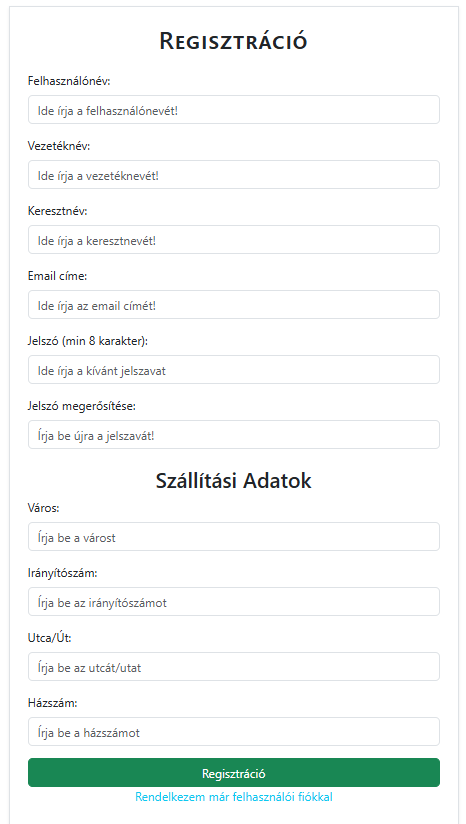 Regisztráció
Felhasználónév:
Ide írja a felhasználónevét!
Vezetéknév:
Ide írja a vezetéknevét!
Keresztnév:
Ide írja a keresztnevét!
Email címe:
Ide írja az email címét!
Jelszó (min 8 karakter):
Ide írja a kívánt jelszavat
Jelszó megerősítése:
Írja be újra a jelszavát!
Szállítási Adatok
Város:
Írja be a várost
Irányítószám:
Írja be az irányítószámot
Utca/Út:
Írja be az utcát/utat
Házszám:
Írja be a házszámot
Regisztráció
Rendelkezem már felhasználói fiókkal